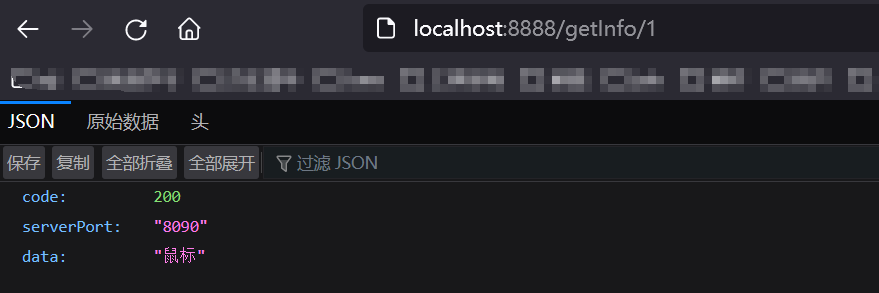 localhost:8888/getInfo/1
JSON 原始数据 头
保存 复制 全部折叠 全部展开 过滤 JSON
code: 200
serverPort: "8090"
data: "鼠标"